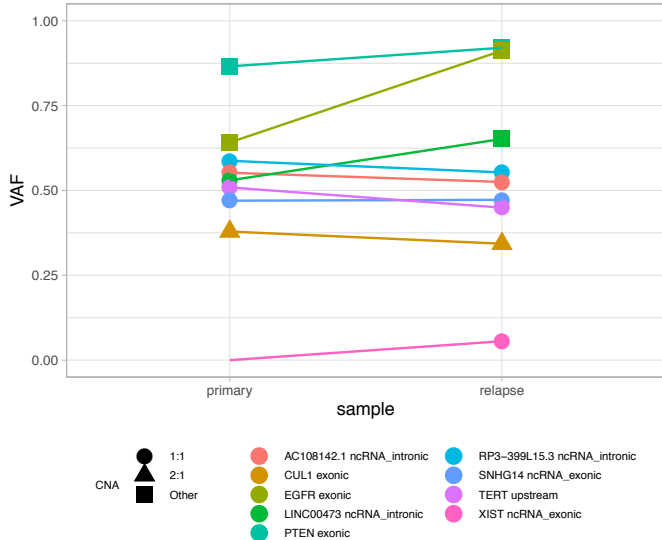 1.00
0.75
0.50
0.25
0.00
VAF
primary relapse
sample
CNA
1:1
2:1
Other
AC108142.1 ncRNA_intronic
CUL1 exonic
EGFR exonic
LINC00473 ncRNA_intronic
PTEN exonic
RP3−399L15.3 ncRNA_intronic
SNHG14 ncRNA_exonic
TERT upstream
XIST ncRNA_exonic